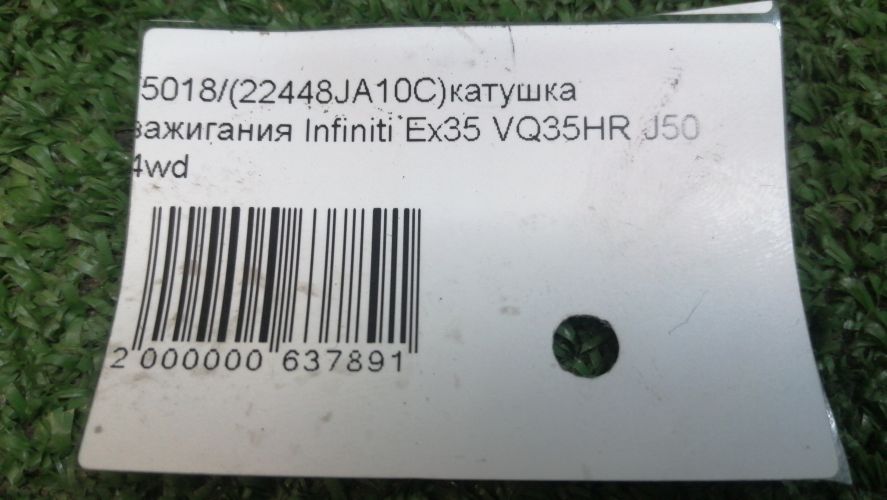 5018/(22448JA10C)катушка
зажигания Infiniti Ex35 VQ35HR J50
4wd
2 000000 637891